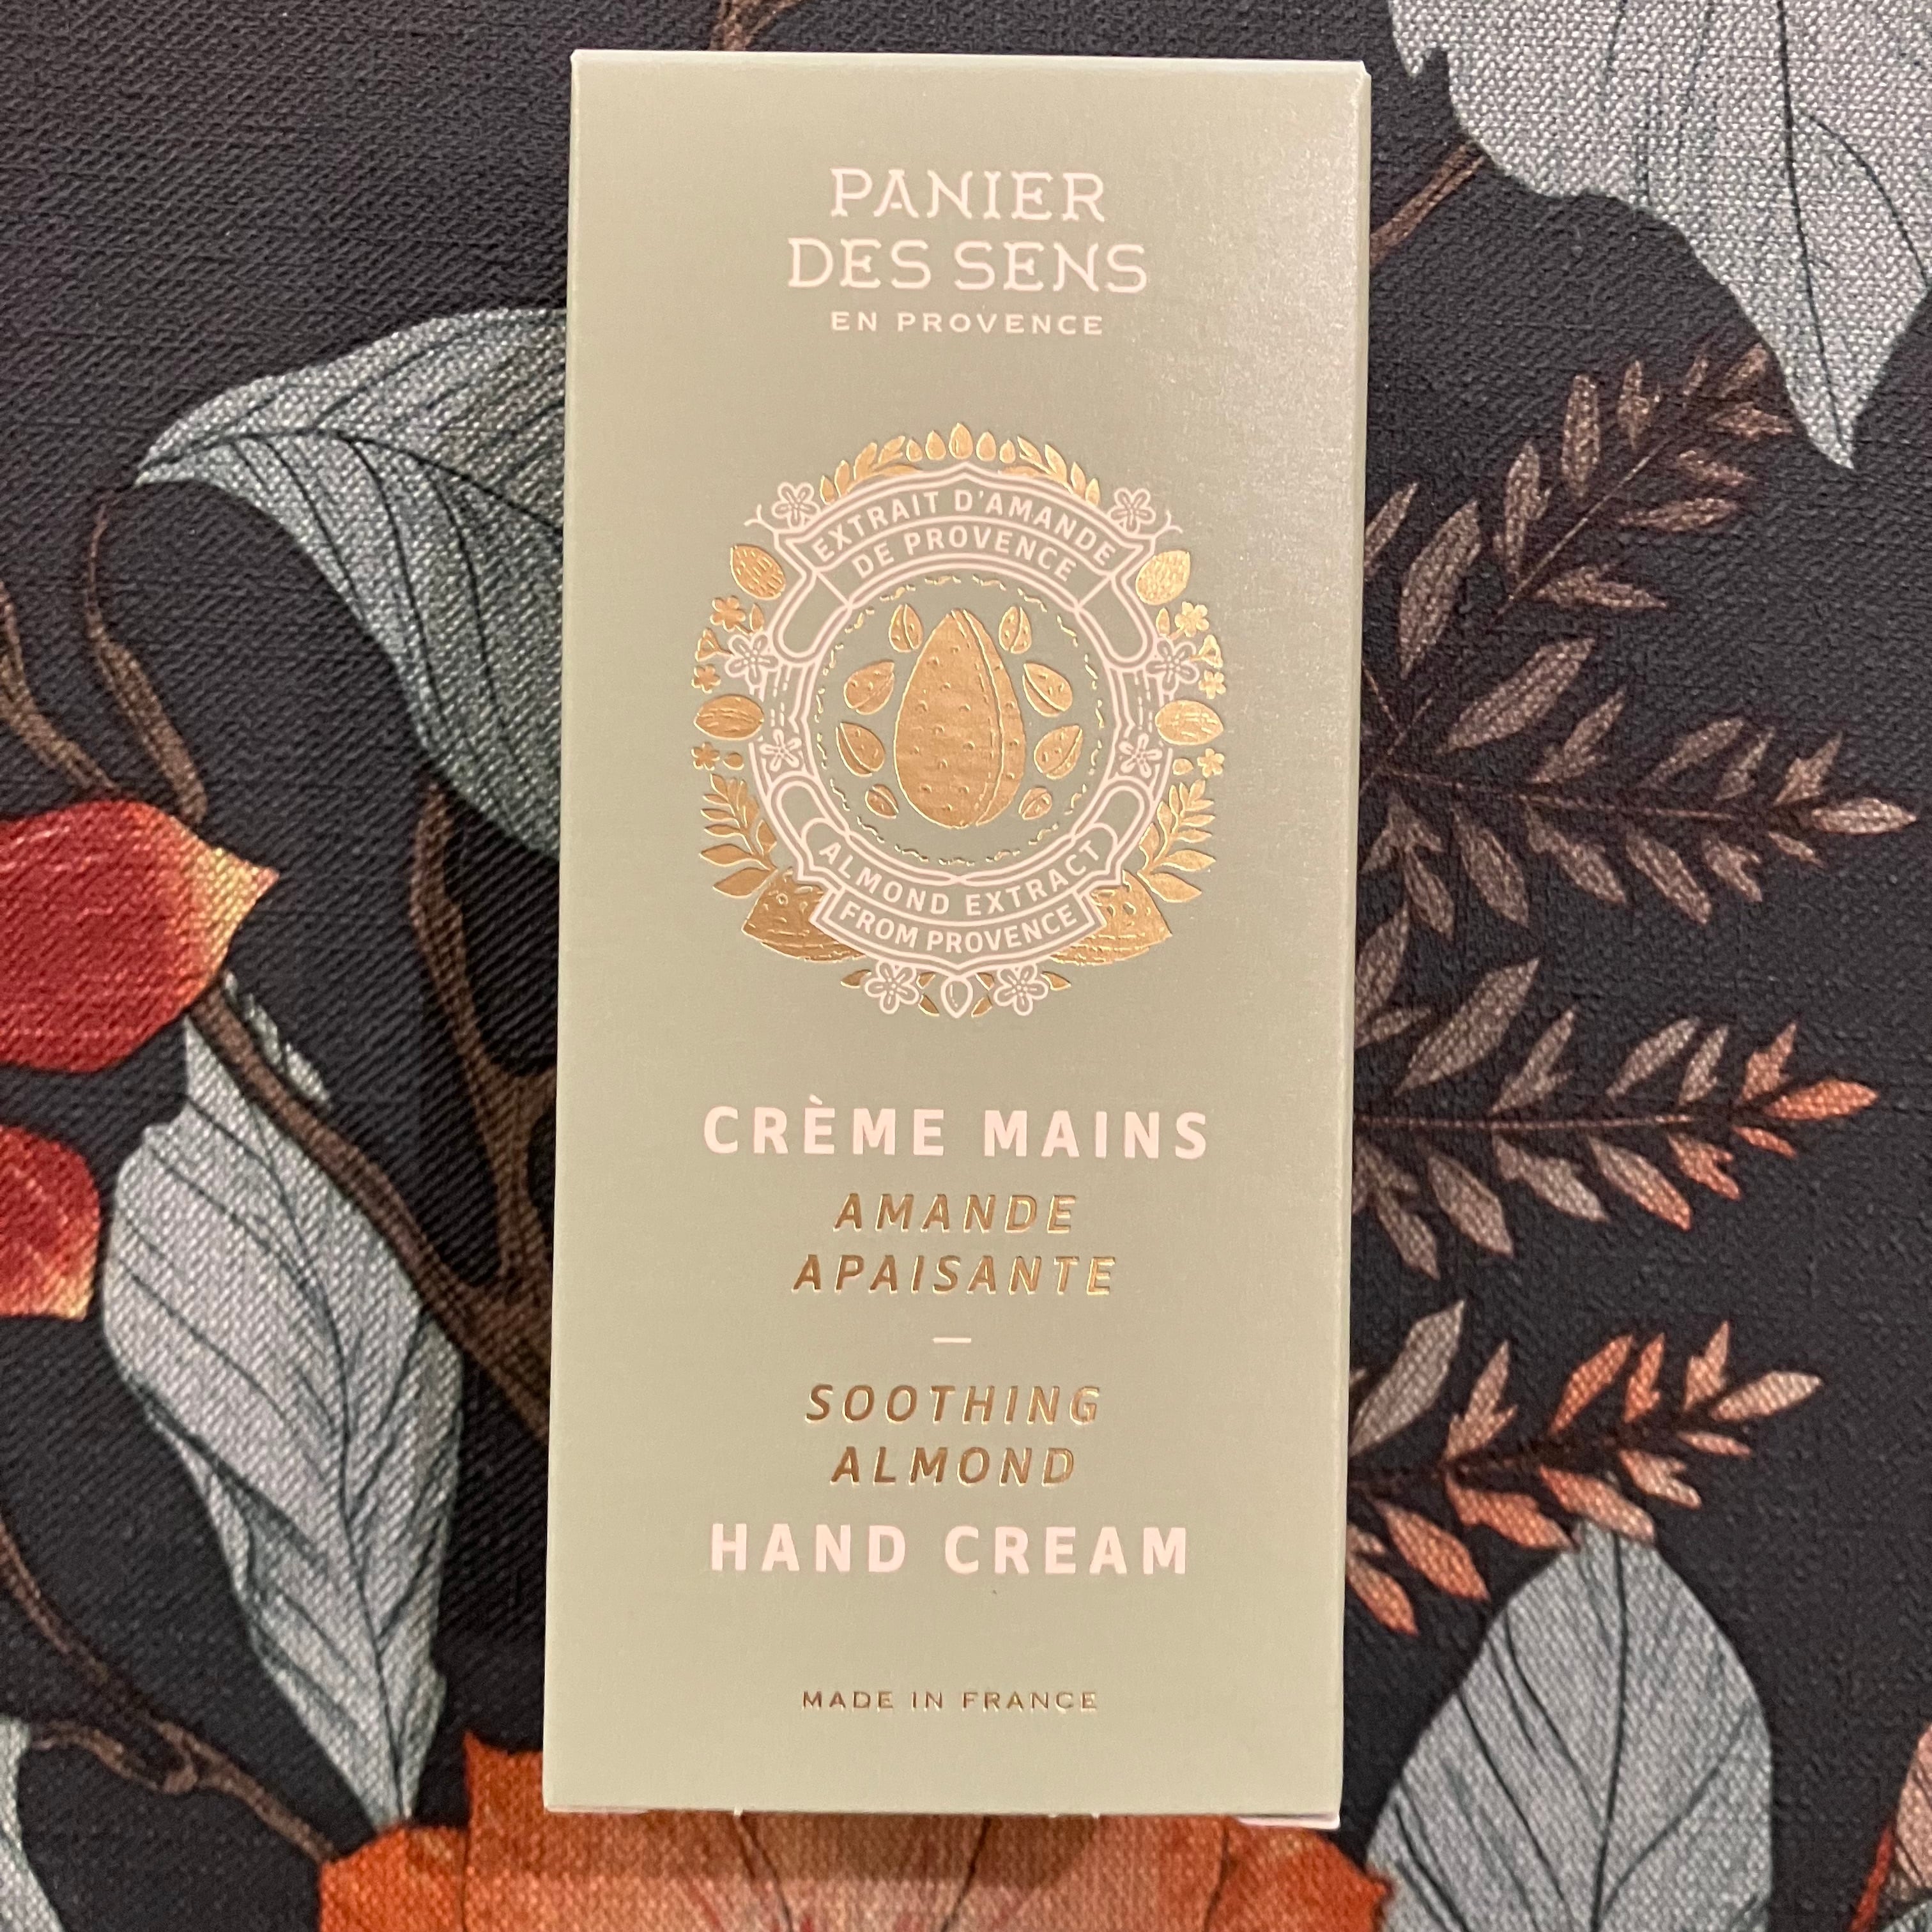 PANIER
DES SENS
EN PROVENCE
EXTRAIT D'AMANDE
DE PROVENCE
ALMOND EXTRACT
FROM PROVENCE
CRÈME MAINS
AMANDE
APAISANTE
—
SOOTHING
ALMOND
HAND CREAM
MADE IN FRANCE